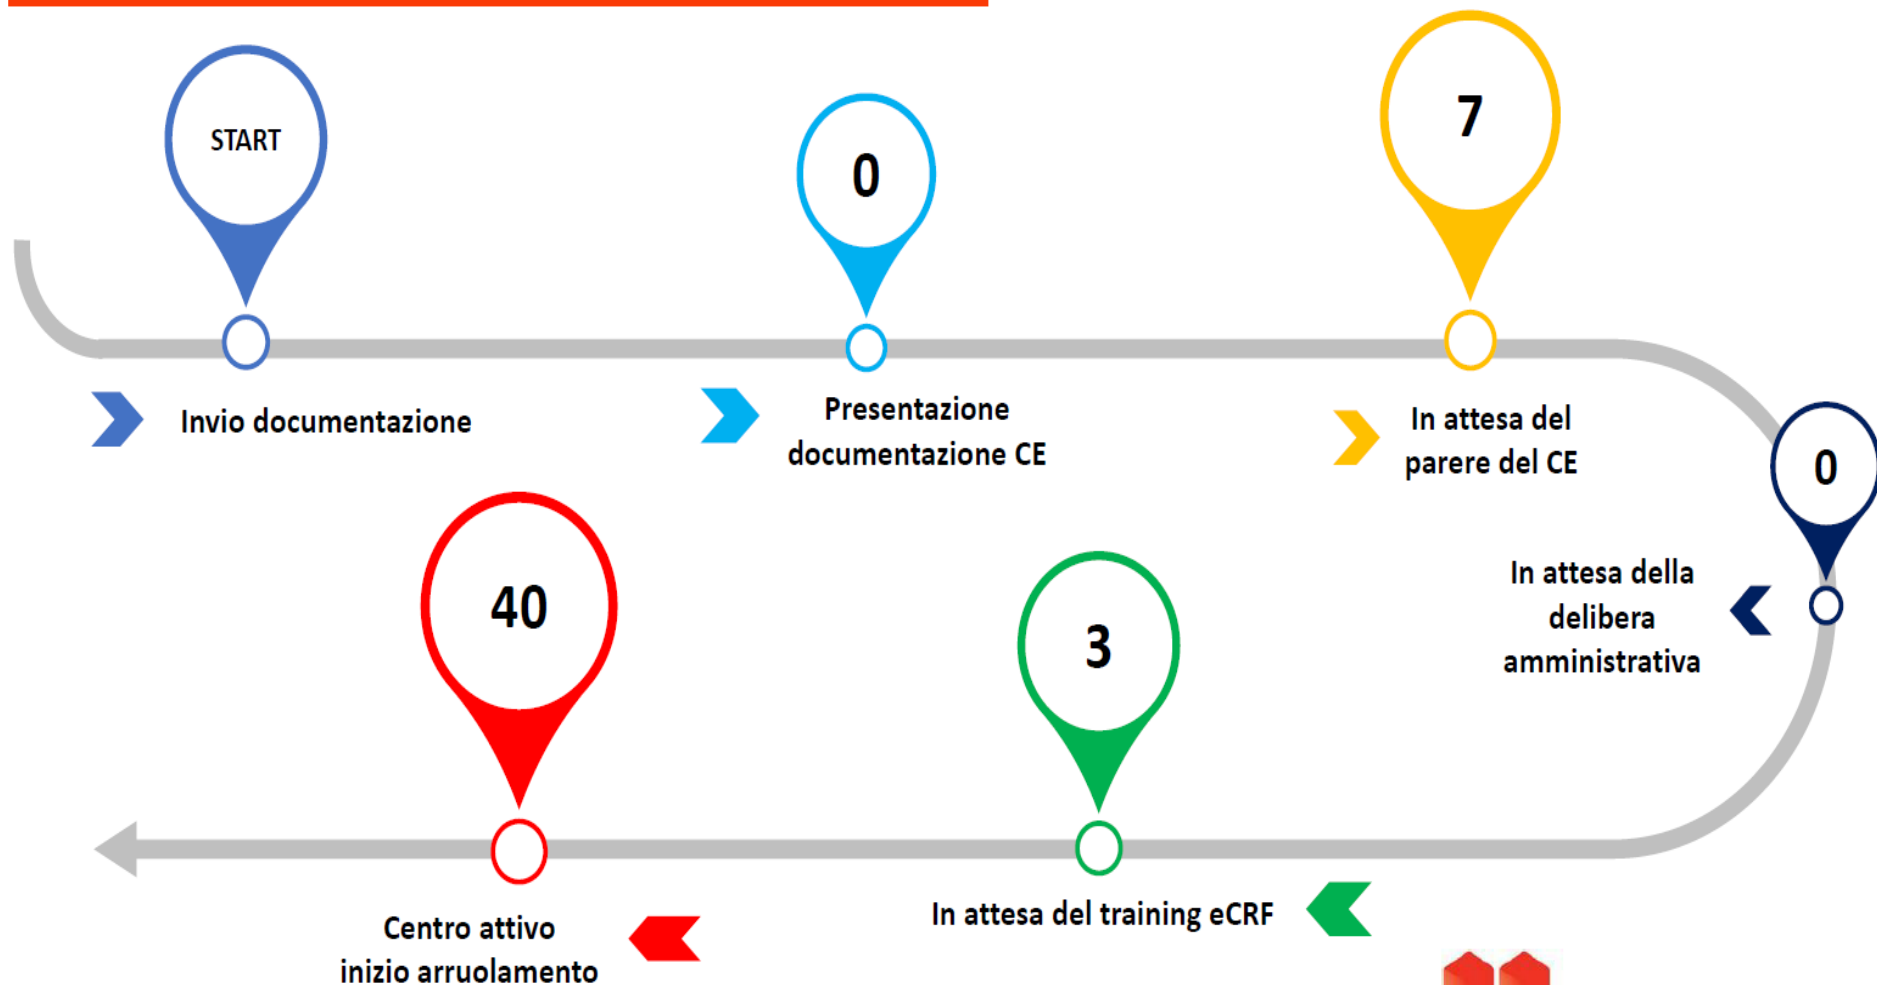 START
Invio documentazione
0
Presentazione
documentazione CE
7
In attesa del
parere del CE
0
In attesa della
delibera
amministrativa
3
In attesa del training eCRF
40
Centro attivo
inizio arruolamento